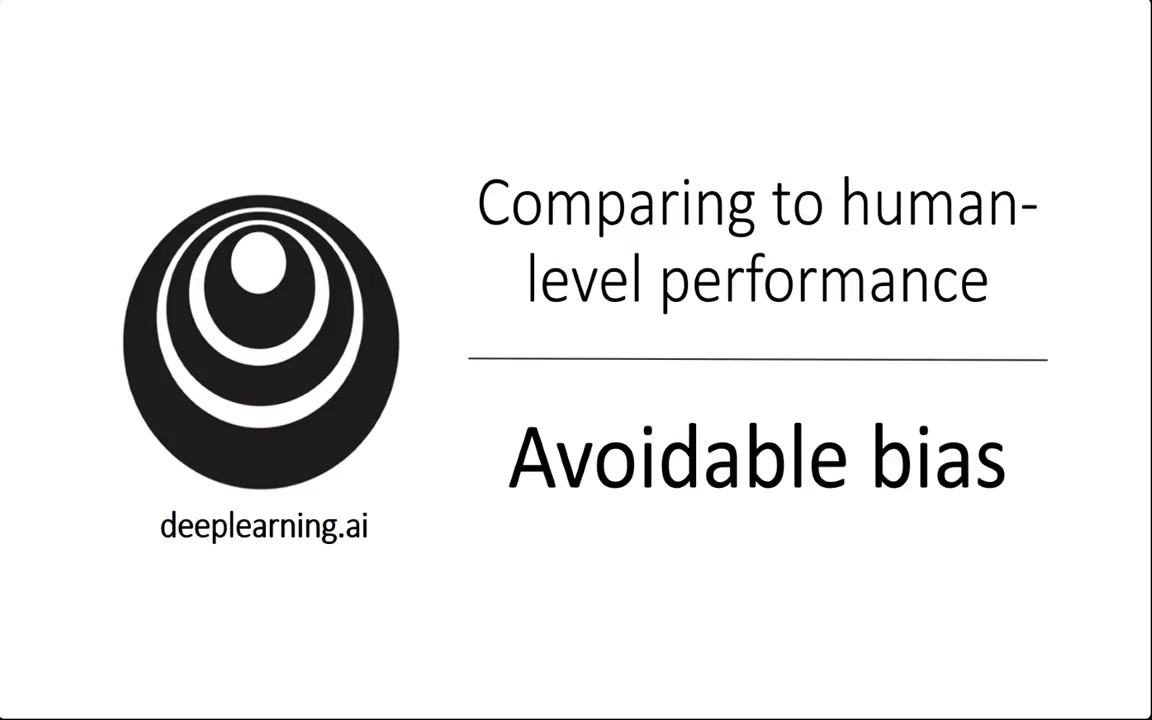 Comparing to human-
level performance
Avoidable bias
deeplearning.ai